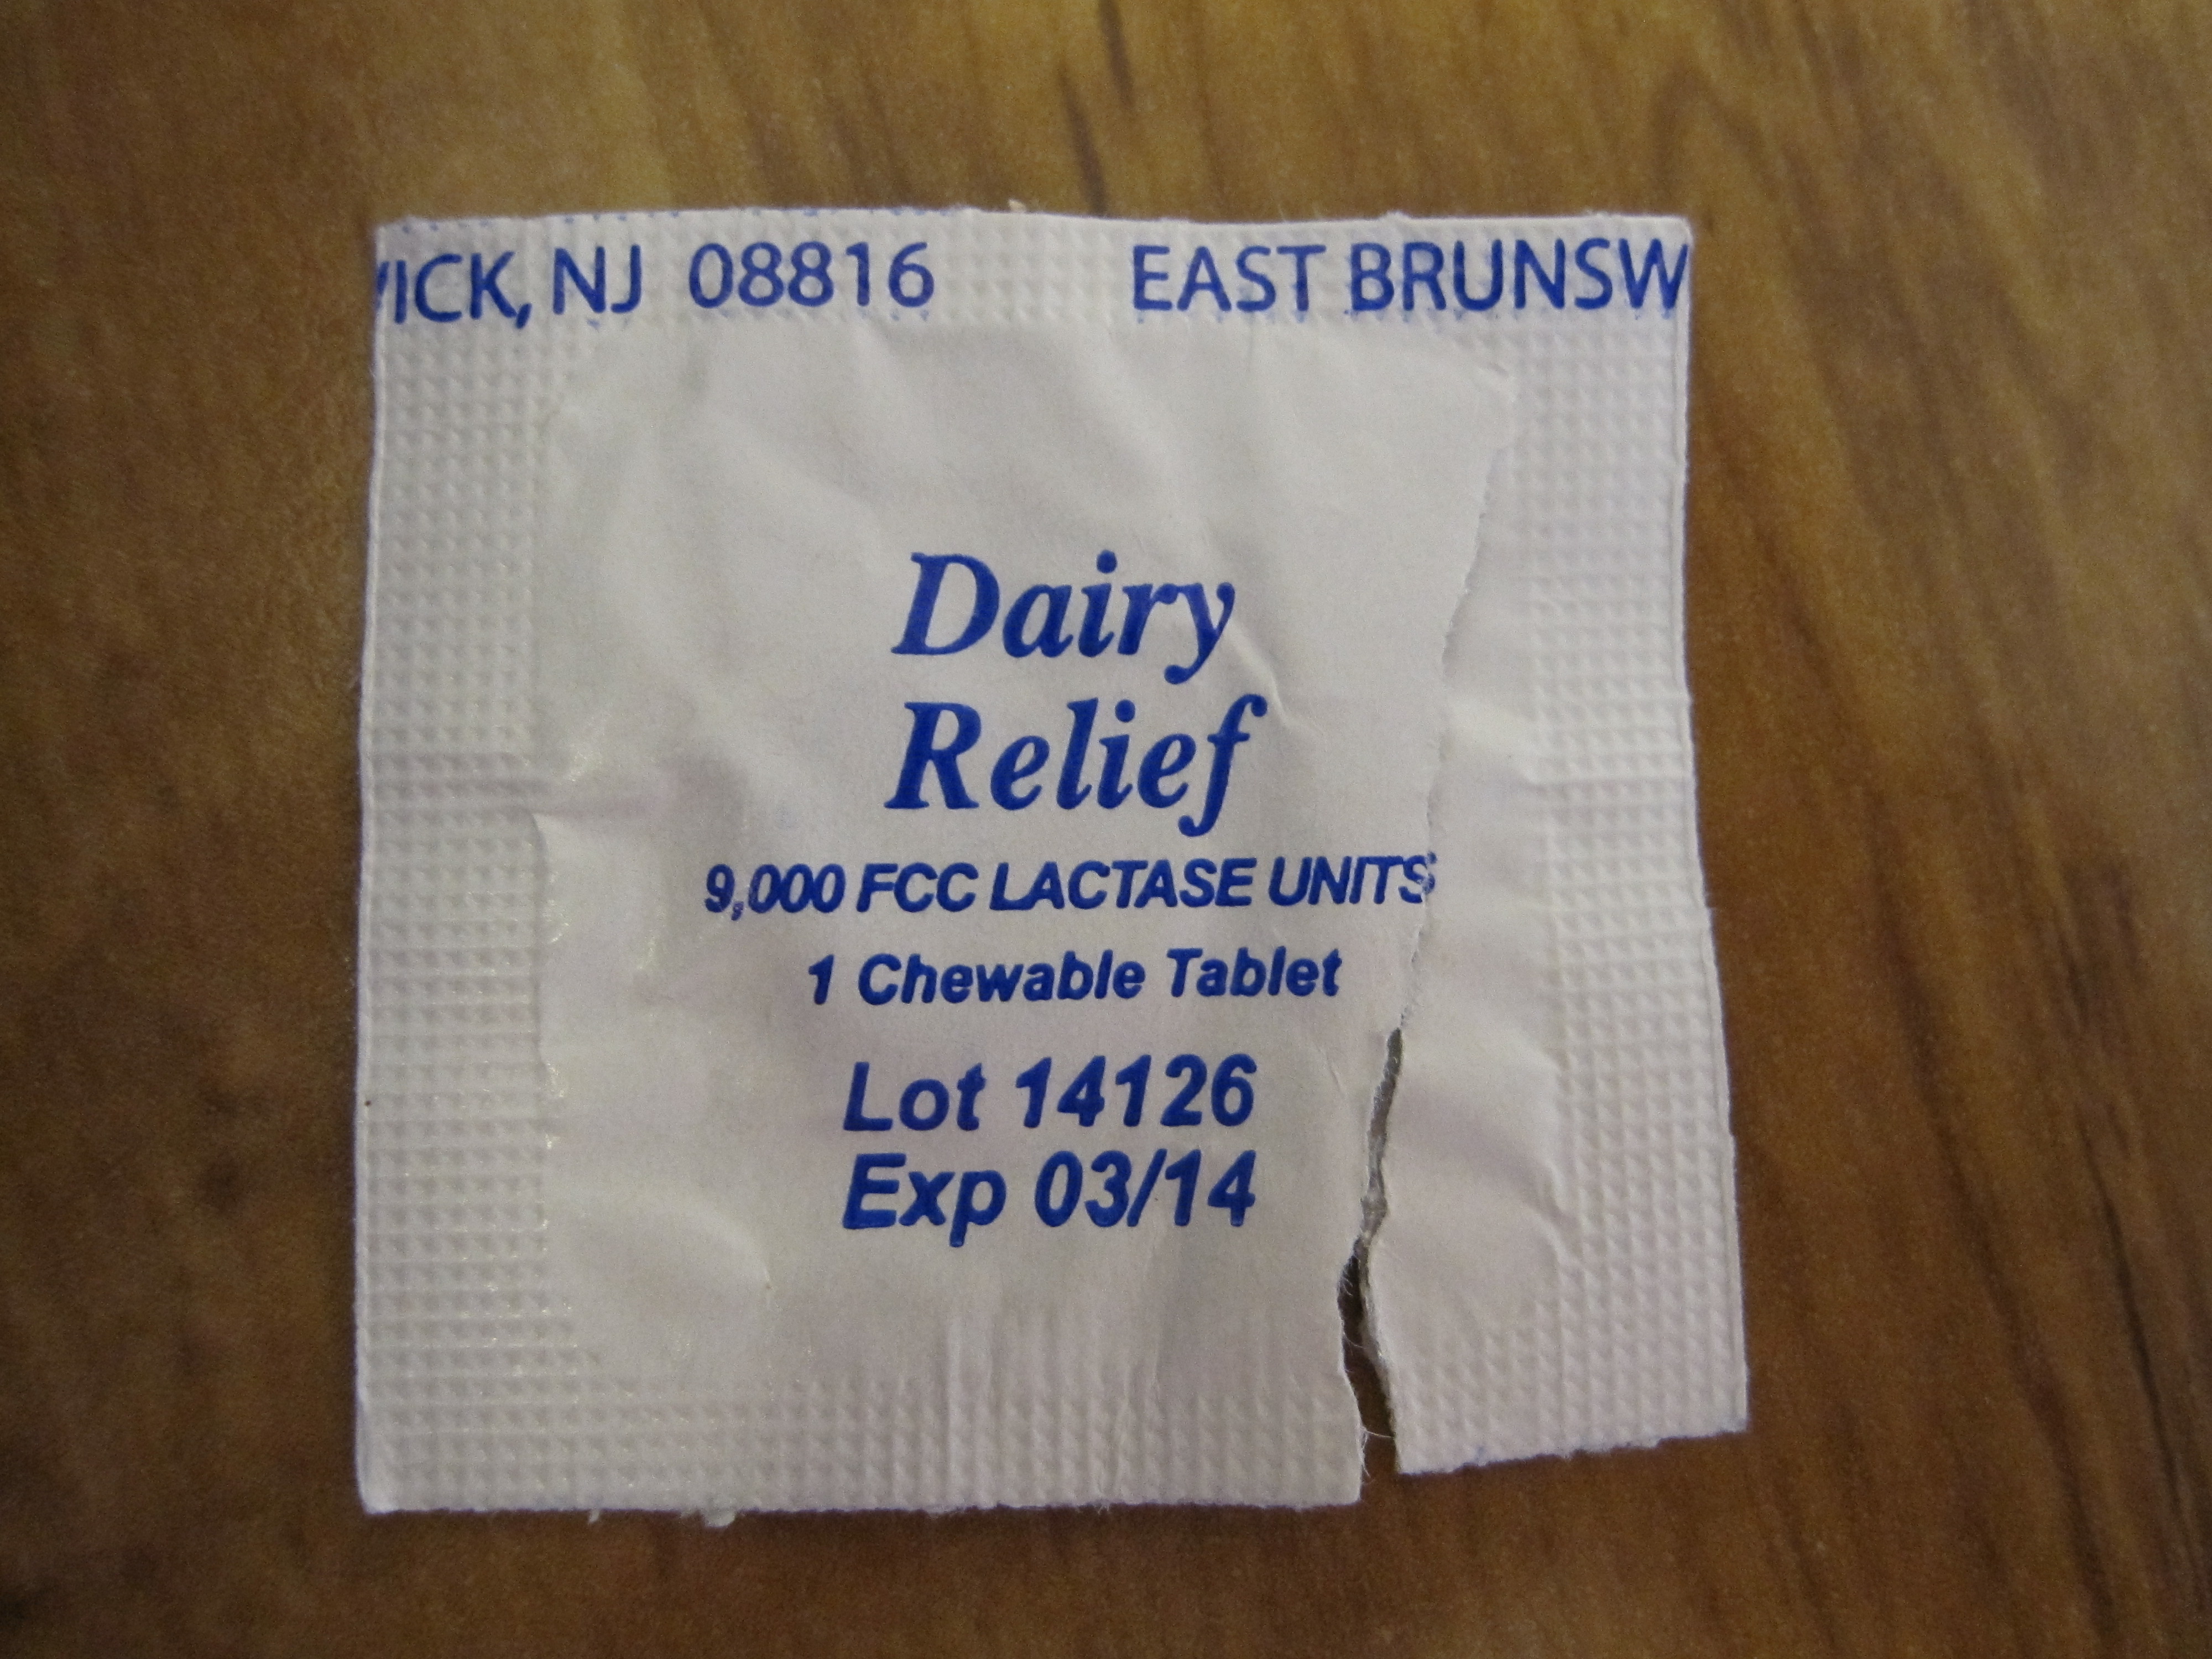 VICK, NJ 08816 EAST BRUNSW
Dairy
Relief
9,000 FCC LACTASE UNITS
1 Chewable Tablet
Lot 14126
Exp 03/14